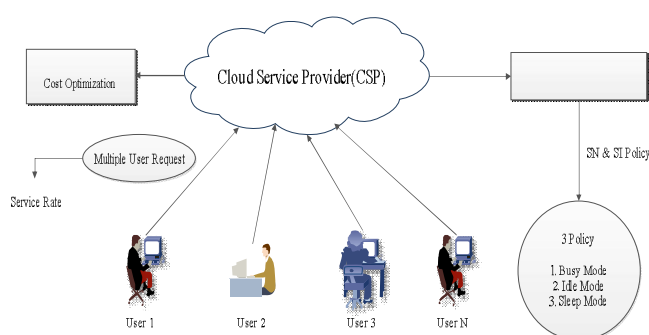 Cloud Service Provider(CSP)
Cost Optimization
Multiple User Request
SN & SI Policy
Service Rate
3 Policy
1. Busy Mode
2. Idle Mode
3. Sleep Mode
User 1
User 2
User 3
User N